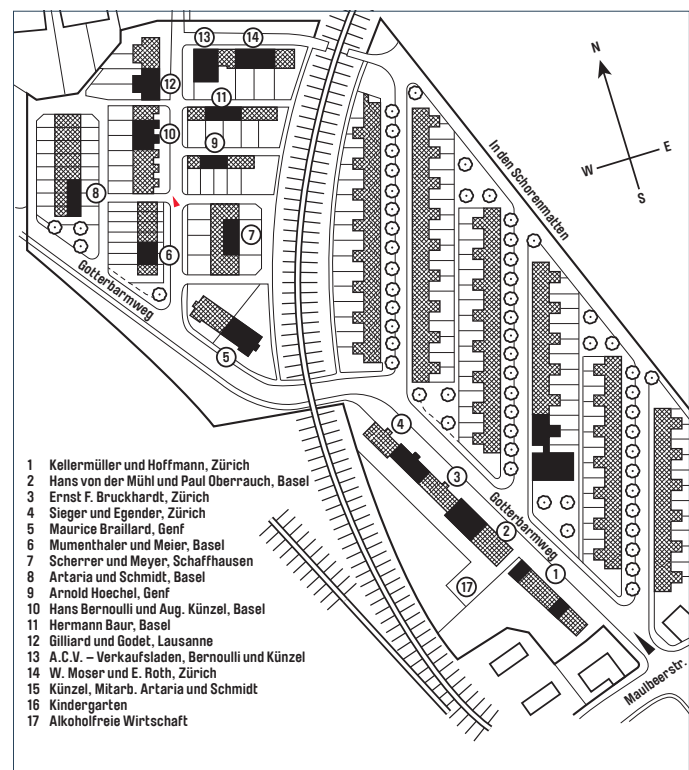 13
14
N
12
11
10
W
E
9
In den Schorenmatten
S
8
7
6
Gotterbarmweg
5
4
3
Gotterbarmweg
2
1
17
Maulbeerstr.
1 Kellermüller und Hoffmann, Zürich
2 Hans von der Mühl und Paul Oberrauch, Basel
3 Ernst F. Bruckhardt, Zürich
4 Sieger und Egender, Zürich
5 Maurice Braillard, Genf
6 Mumenthaler und Meier, Basel
7 Scherrer und Meyer, Schaffhausen
8 Artaria und Schmidt, Basel
9 Arnold Hoechel, Genf
10 Hans Bernoulli und Aug. Künzel, Basel
11 Hermann Baur, Basel
12 Gilliard und Godet, Lausanne
13 A.C.V. – Verkaufsladen, Bernoulli und Künzel
14 W. Moser und E. Roth, Zürich
15 Künzel, Mitarb. Artaria und Schmidt
16 Kindergarten
17 Alkoholfreie Wirtschaft